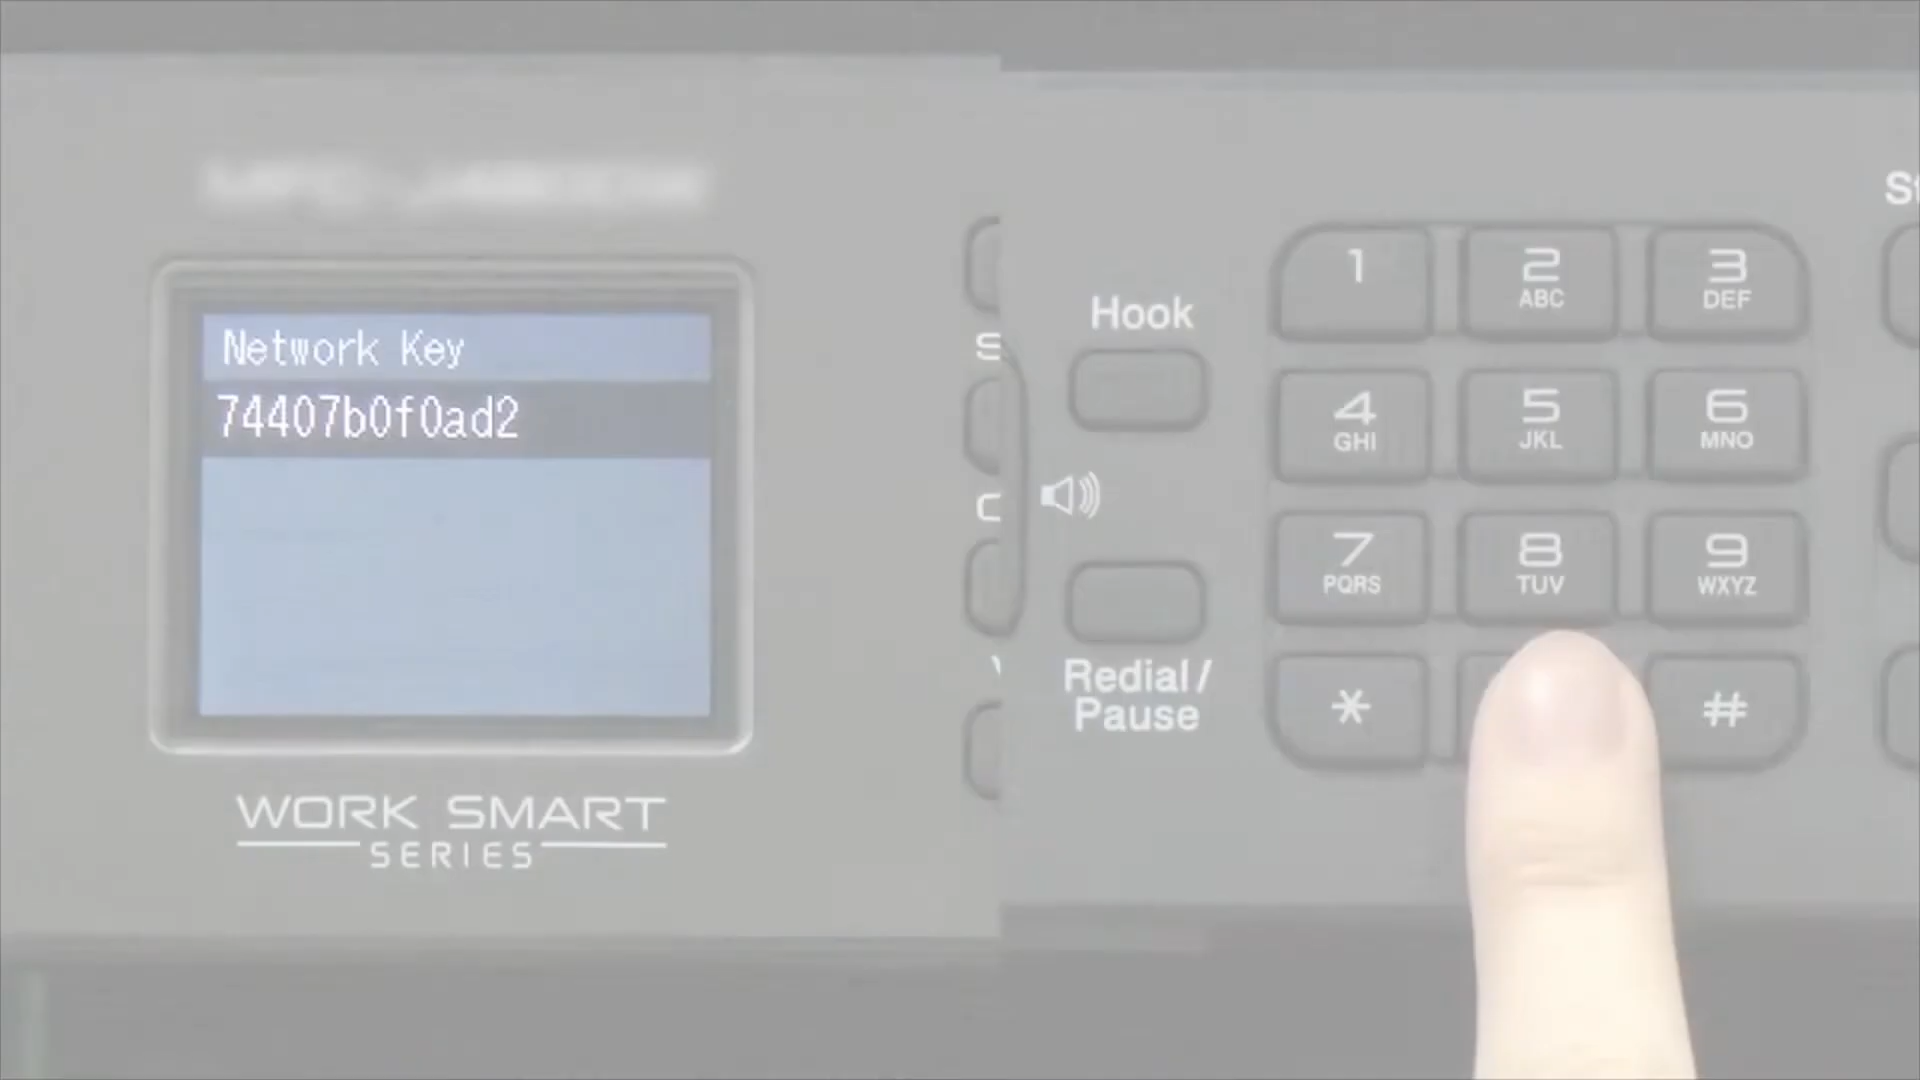 Network Key
74407b0f0ad2
WORK SMART
SERIES
Hook
Redial/
Pause
1
2
ABC
3
DEF
4
GHI
5
JKL
6
MNO
7
PQRS
8
TUV
9
WXYZ
*
#